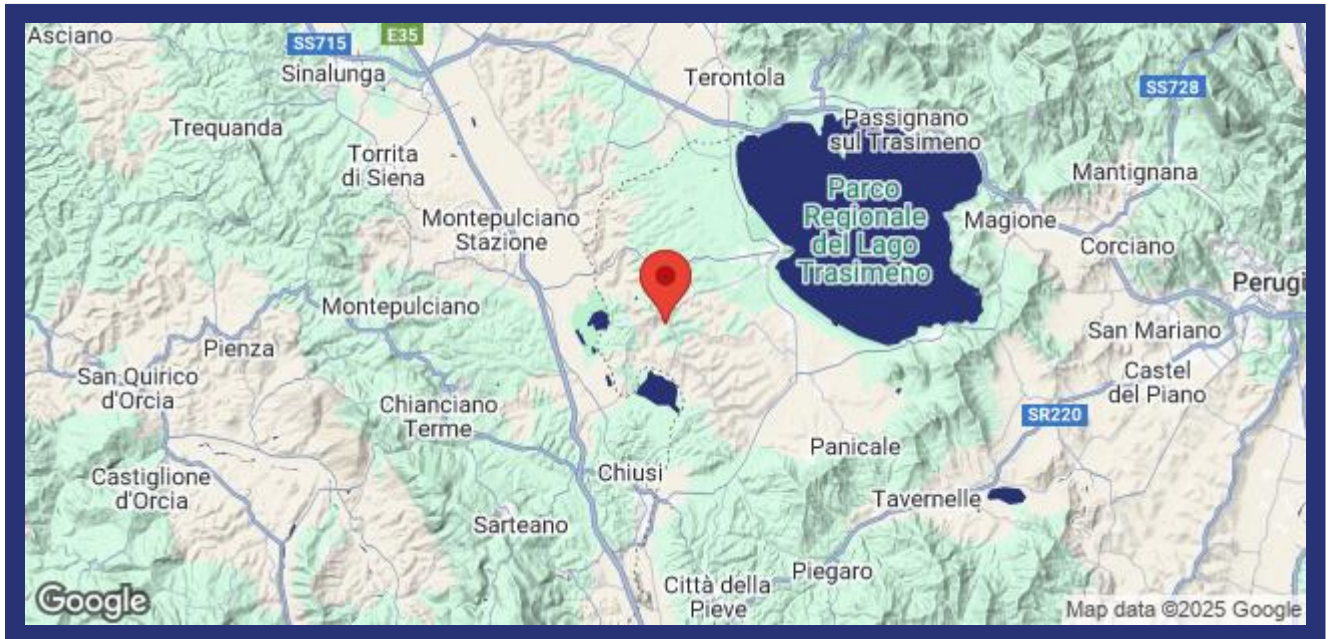 Asciano
SS715
E35
Sinalunga
Terontola
SS728
Trequanda
Passignano
sul Trasimeno
Torrita
di Siena
Mantignana
Parco
Regionale
del Lago
Trasimeno
Montepulciano
Stazione
Magione
Corciano
Perugi
Montepulciano
San Mariano
Pienza
San Quirico
d'Orcia
Castel
del Piano
Chianciano
Terme
SR220
Panicale
Chiusi
Castiglione
d'Orcia
Tavernelle
Sarteano
Città della
Pieve
Piegaro
Google
Map data ©2025 Google